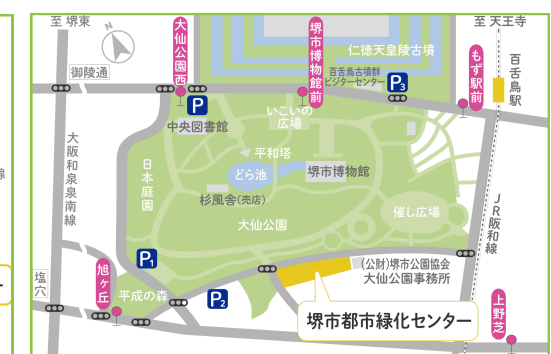 至 堺東
大仙公園西
堺市博物館前
至 天王寺
仁徳天皇陵古墳
もず駅前
百舌鳥駅
N
御陵通
百舌鳥古墳群
ビジターセンター
P3
P
中央図書館
いこいの
広場
大阪和泉泉南線
日本庭園
平和塔
どら池
堺市博物館
杉風舎(売店)
催し広場
JR阪和線
大仙公園
線
塩穴
旭ヶ丘
P1
平成の森
P2
(公財)堺市公園協会
大仙公園事務所
上野芝
堺市都市緑化センター